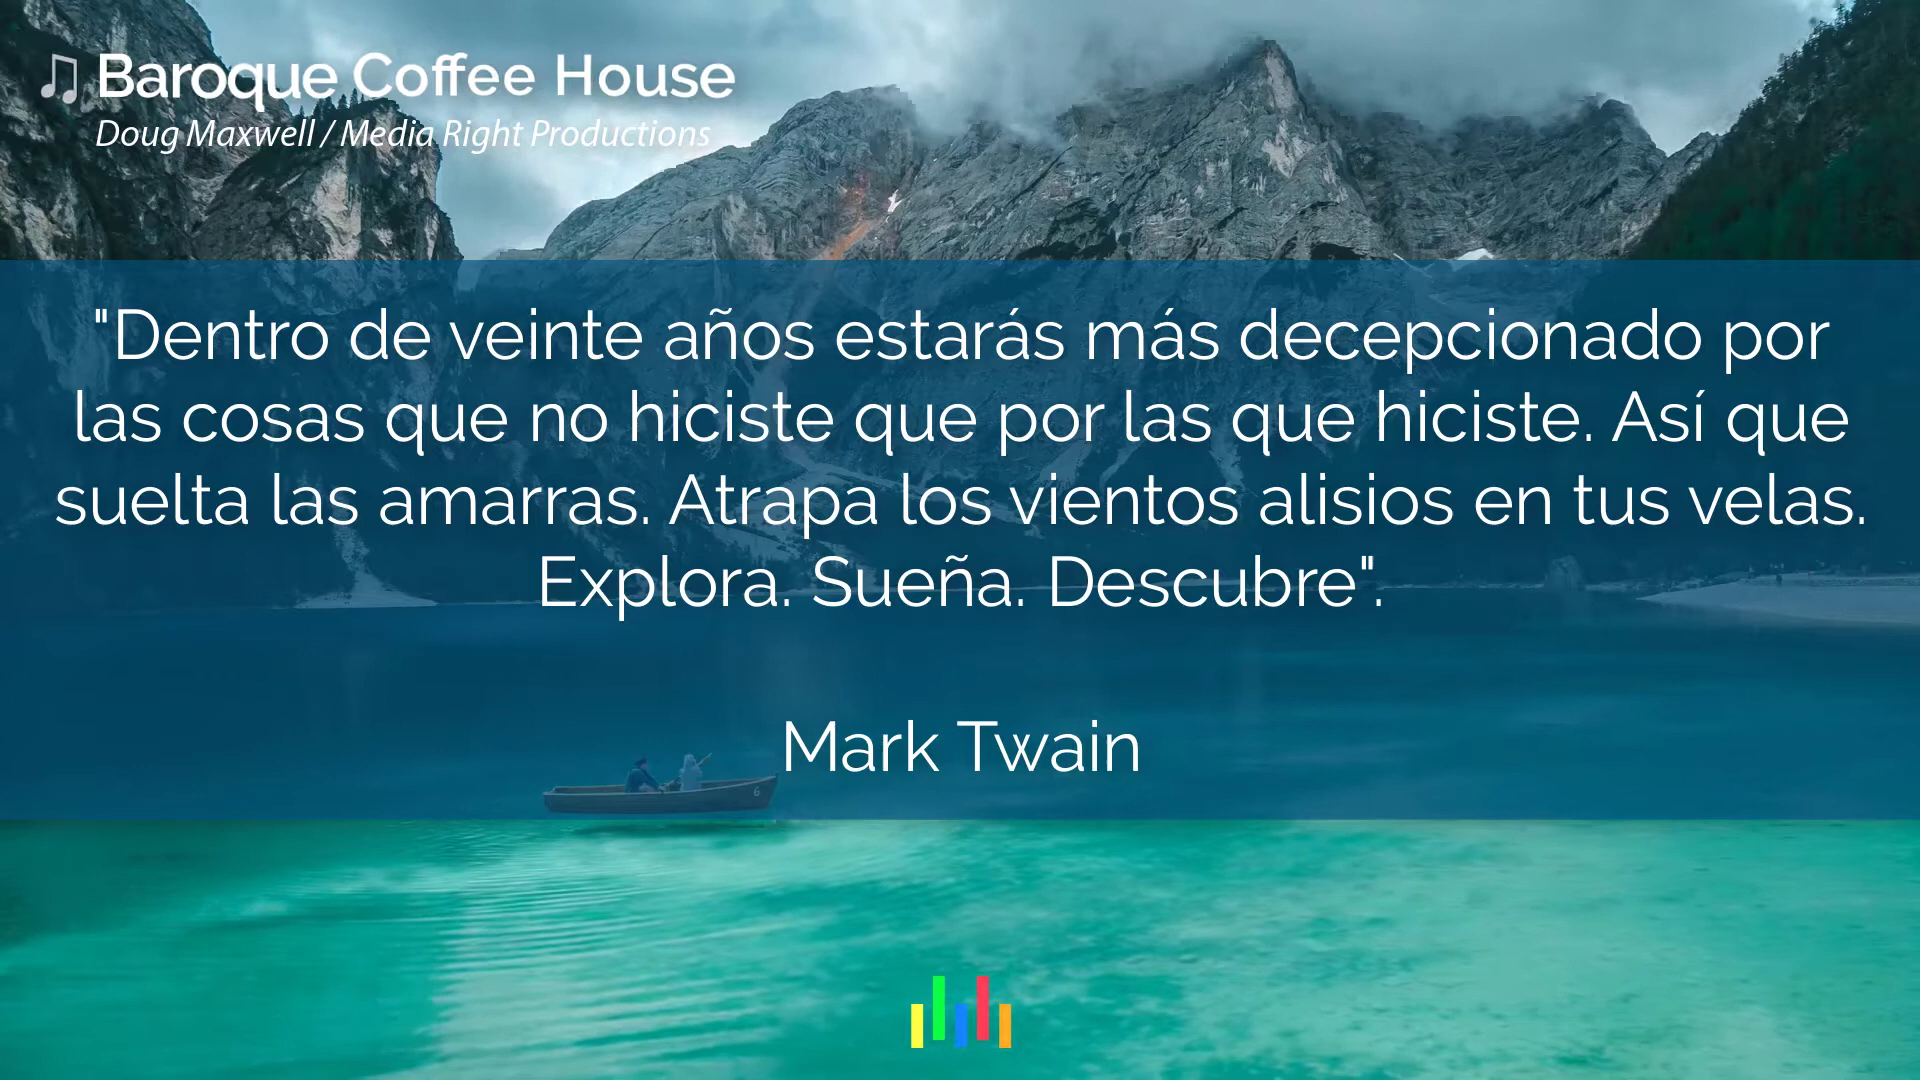 ♫ Baroque Coffee House
Doug Maxwell / Media Right Productions
"Dentro de veinte años estarás más decepcionado por
las cosas que no hiciste que por las que hiciste. Así que
suelta las amarras. Atrapa los vientos alisios en tus velas.
Explora. Sueña. Descubre".
Mark Twain
6